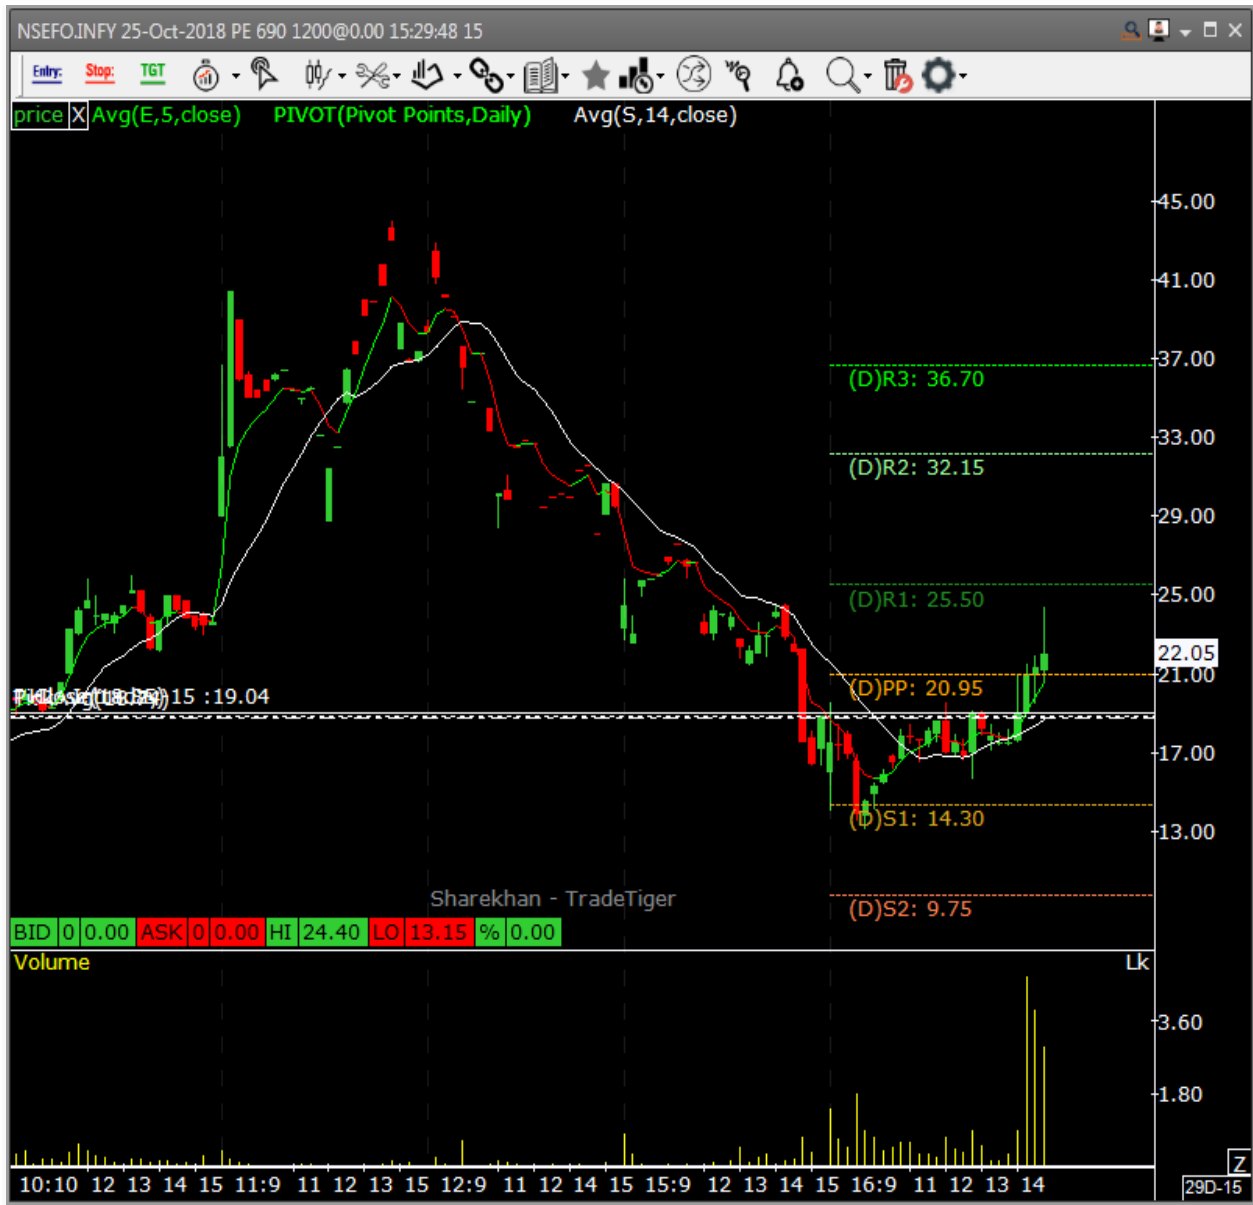 NSEFO.INFY 25-Oct-2018 PE 690 1200@0.00 15:29:48 15
Entry: Stop: TGT
price X Avg(E,5,close) PIVOT(Pivot Points,Daily) Avg(S,14,close)
45.00
41.00
37.00
(D)R3: 36.70
33.00
(D)R2: 32.15
29.00
25.00
(D)R1: 25.50
22.05
21.00
(D)PP: 20.95
15 :19.04
17.00
(D)S1: 14.30
13.00
Sharekhan - TradeTiger
(D)S2: 9.75
BID 0 0.00 ASK 0 0.00 HI 24.40 LO 13.15 % 0.00
Volume Lk
3.60
1.80
Z
10:10 12 13 14 15 11:9 11 12 13 15 12:9 11 12 14 15 15:9 12 13 14 15 16:9 11 12 13 14 29D-15